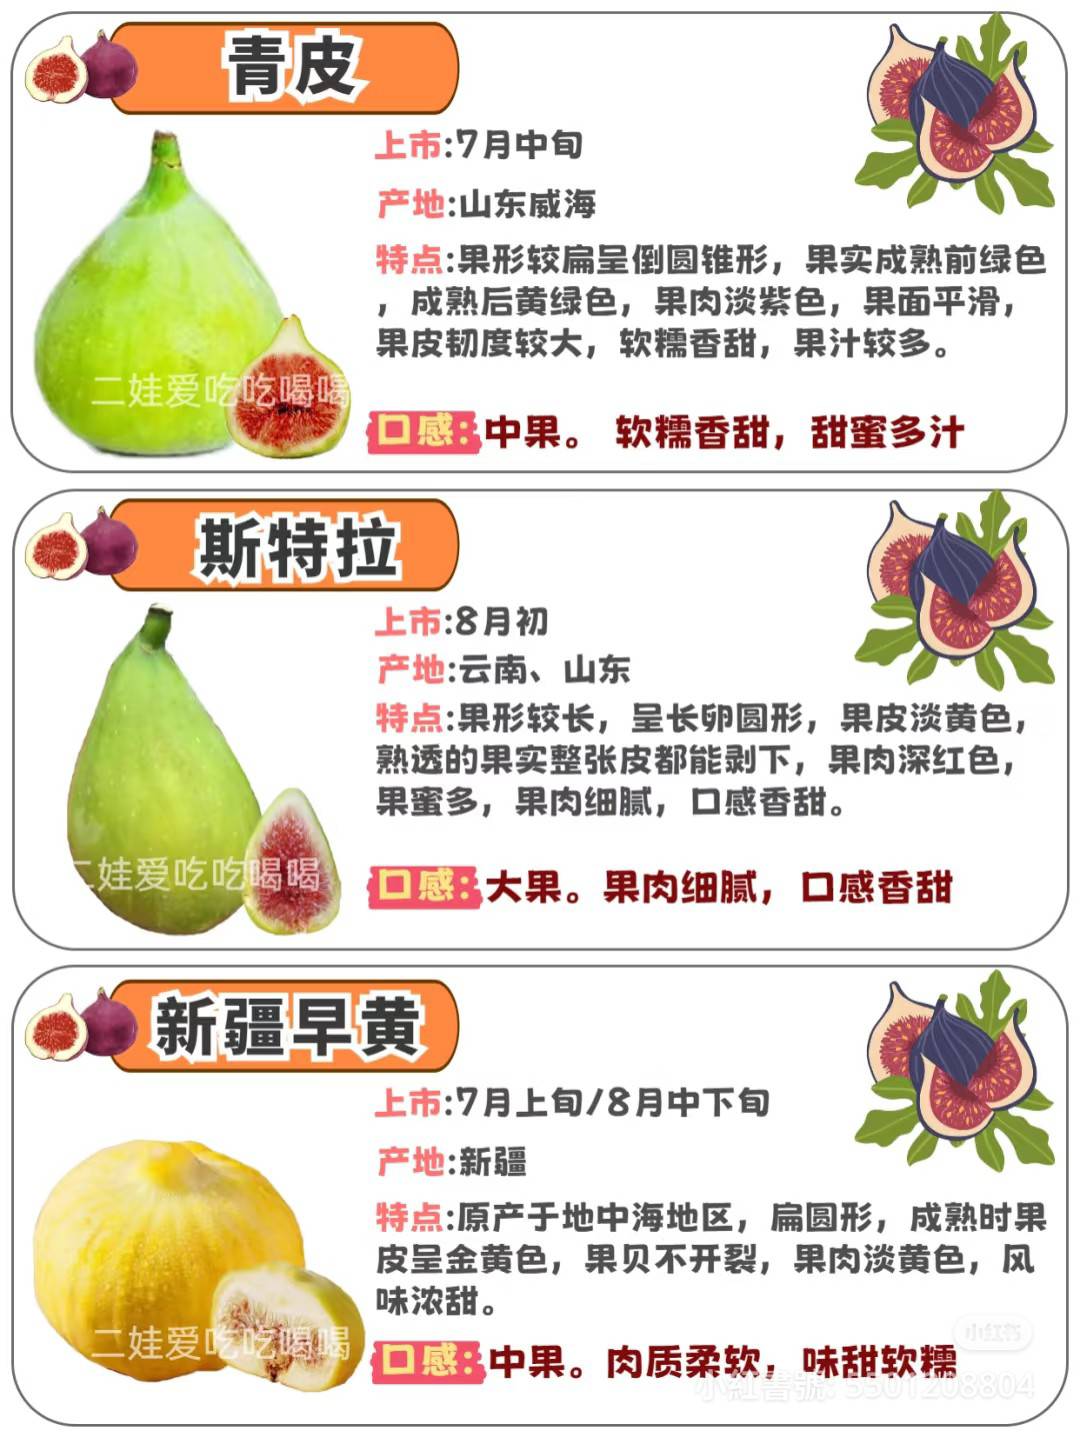 青皮
上市:7月中旬
产地:山东威海
特点:果形较扁呈倒圆锥形，果实成熟前绿色
，成熟后黄绿色，果肉淡紫色，果面平滑，
果皮韧度较大，软糯香甜，果汁较多。
二娃爱吃吃喝喝
口感:中果。 软糯香甜，甜蜜多汁
斯特拉
上市:8月初
产地:云南、山东
特点:果形较长，呈长卵圆形，果皮淡黄色，
熟透的果实整张皮都能剥下，果肉深红色，
果蜜多，果肉细腻，口感香甜。
二娃爱吃吃喝喝
口感:大果。果肉细腻，口感香甜
新疆早黄
上市:7月上旬/8月中下旬
产地:新疆
特点:原产于地中海地区，扁圆形，成熟时果
皮呈金黄色，果贝不开裂，果肉淡黄色，风
味浓甜。
小红书
二娃爱吃吃喝喝
口感:中果。肉质柔软，味甜软糯
小紅書號: 5501208804